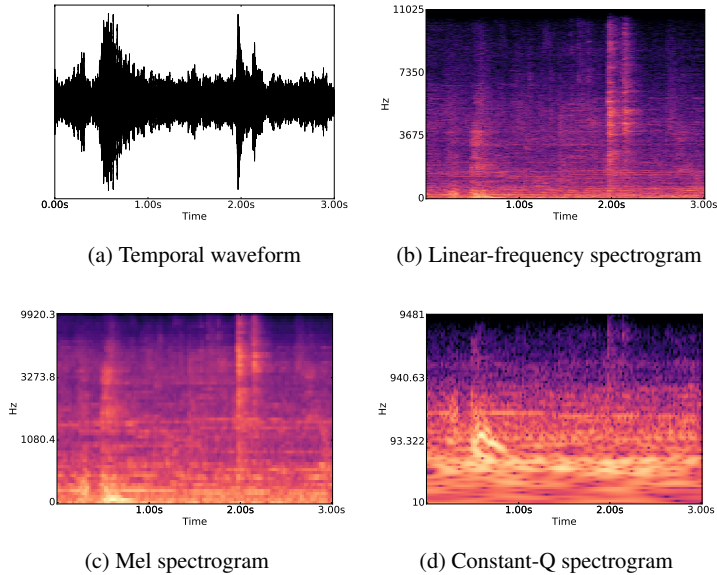 0.00s 1.00s 2.00s 3.00s
Time
(a) Temporal waveform
11025
7350
Hz
3675
0
1.00s 2.00s 3.00s
Time
(b) Linear-frequency spectrogram
9920.3
3273.8
Hz
1080.4
0
1.00s 2.00s 3.00s
Time
(c) Mel spectrogram
9481
940.63
Hz
93.322
10
1.00s 2.00s 3.00s
Time
(d) Constant-Q spectrogram